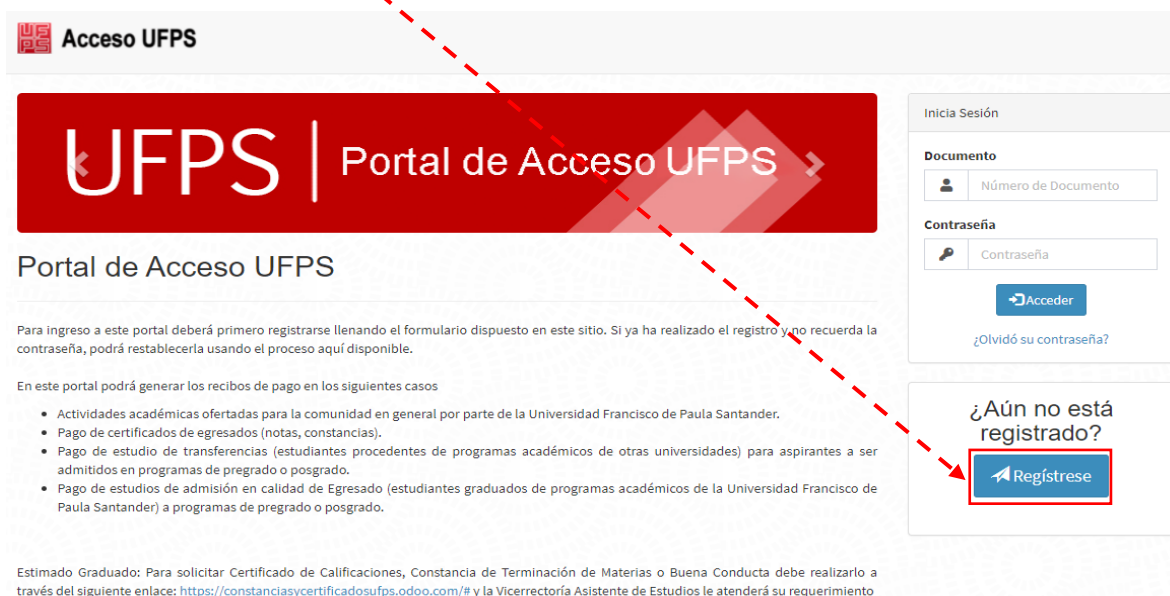 UFPS Acceso UFPS
UFPS | Portal de Acceso UFPS
Portal de Acceso UFPS
Para ingreso a este portal deberá primero registrarse llenando el formulario dispuesto en este sitio. Si ya ha realizado el registro y no recuerda la
contraseña, podrá restablecerla usando el proceso aquí disponible.
En este portal podrá generar los recibos de pago en los siguientes casos
• Actividades académicas ofertadas para la comunidad en general por parte de la Universidad Francisco de Paula Santander.
• Pago de certificados de egresados (notas, constancias).
• Pago de estudio de transferencias (estudiantes procedentes de programas académicos de otras universidades) para aspirantes a ser
admitidos en programas de pregrado o posgrado.
• Pago de estudios de admisión en calidad de Egresado (estudiantes graduados de programas académicos de la Universidad Francisco de
Paula Santander) a programas de pregrado o posgrado.
Estimado Graduado: Para solicitar Certificado de Calificaciones, Constancia de Terminación de Materias o Buena Conducta debe realizarlo a
través del siguiente enlace: https://constanciasycertificadosufps.odoo.com/# y la Vicerrectoría Asistente de Estudios le atenderá su requerimiento
Inicia Sesión
Documento
Número de Documento
Contraseña
Contraseña
Acceder
¿Olvidó su contraseña?
¿Aún no está
registrado?
Regístrese